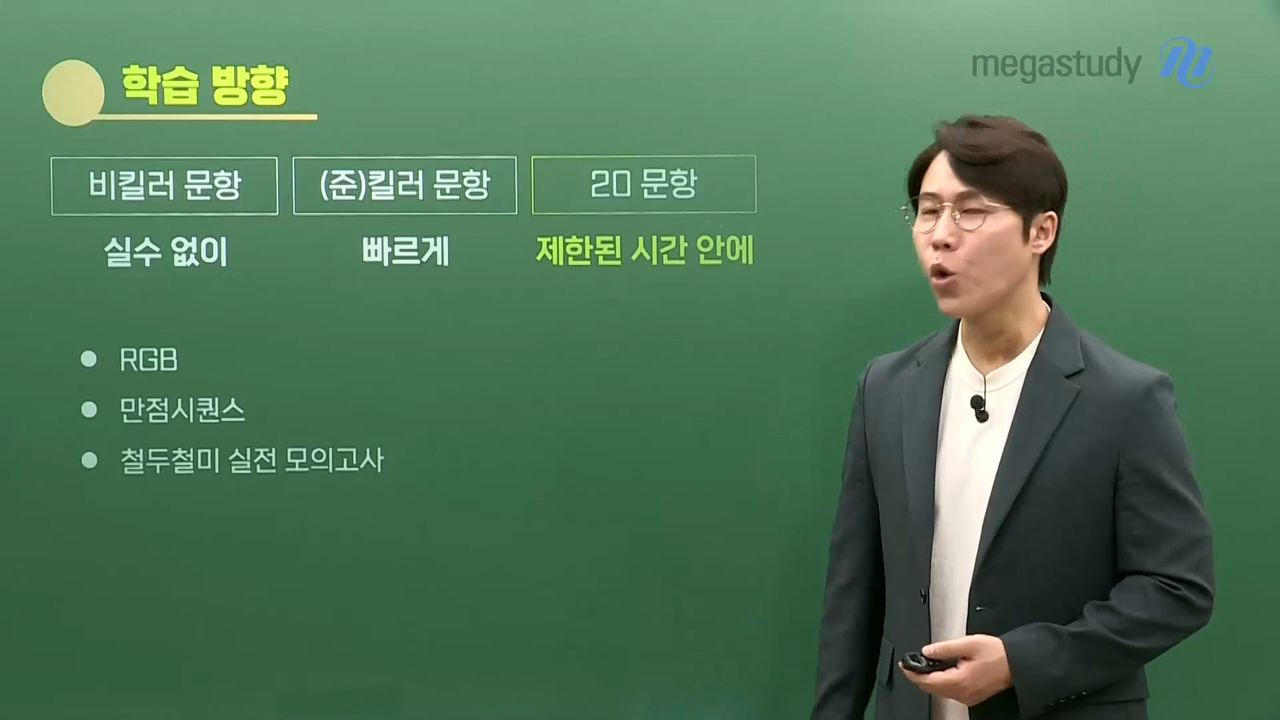 megastudy
학습 방향
비킬러 문항 (준)킬러 문항 20 문항
실수 없이 빠르게 제한된 시간 안에
RGB
만점시퀀스
철두철미 실전 모의고사